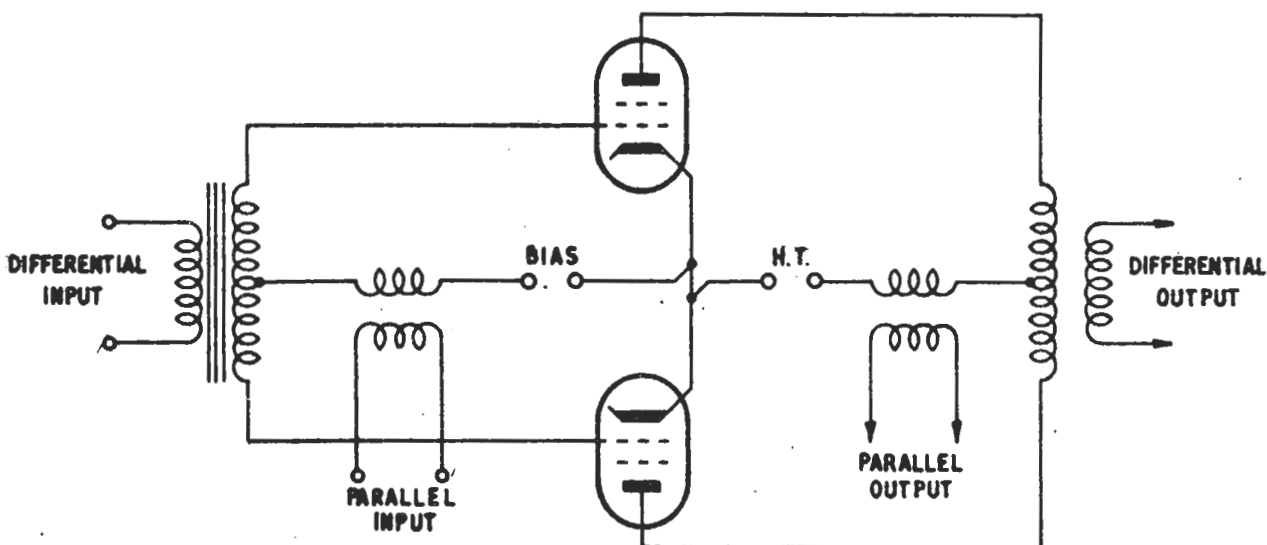 BIAS
H.T.
DIFFERENTIAL
INPUT
DIFFERENTIAL
OUTPUT
PARALLEL
INPUT
PARALLEL
OUTPUT